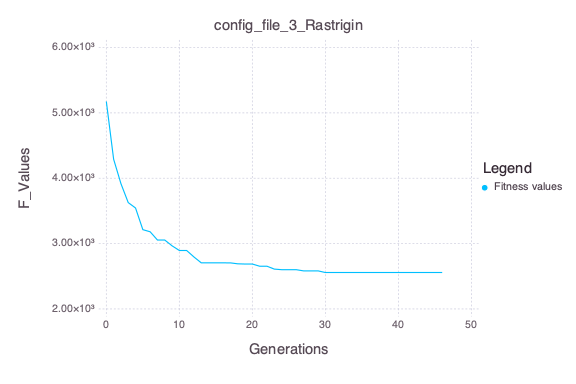 config_file_3_Rastrigin
6.00×10³
5.00×10³
4.00×10³
3.00×10³
2.00×10³
F_Values
0
10
20
30
40
50
Generations
Legend
Fitness values